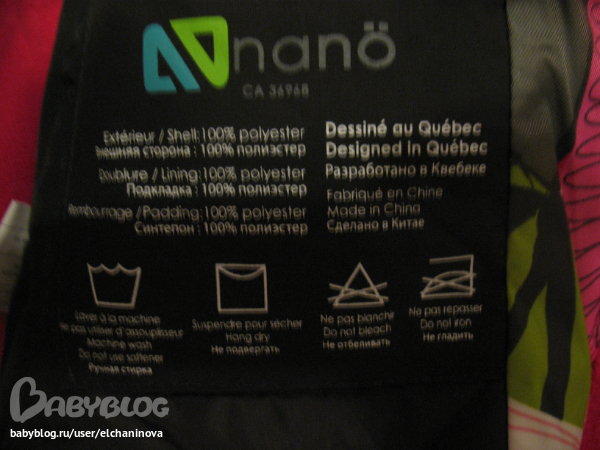 nanö
CA 36968
Extérieur / Shell: 100% polyester
Внешняя сторона : 100% полиэстер
Doublure / Lining: 100% polyester
Подкладка : 100% полиэстер
Rembourrage / Padding: 100% polyester
Синтепон : 100% полиэстер
Dessiné au Québec
Designed in Québec
Разработано в Квебеке
Fabriqué en Chine
Made in China
Сделано в Китае
Laver à la machine
Ne pas utiliser d'assouplisseur
Machine wash
Do not use softener
Ручная стирка
Suspendre pour sécher
Hang dry
Не подвергать
Ne pas blanchir
Do not bleach
Не отбеливать
Ne pas repasser
Do not iron
Не гладить
BABYBLOG
babyblog.ru/user/elchaninova